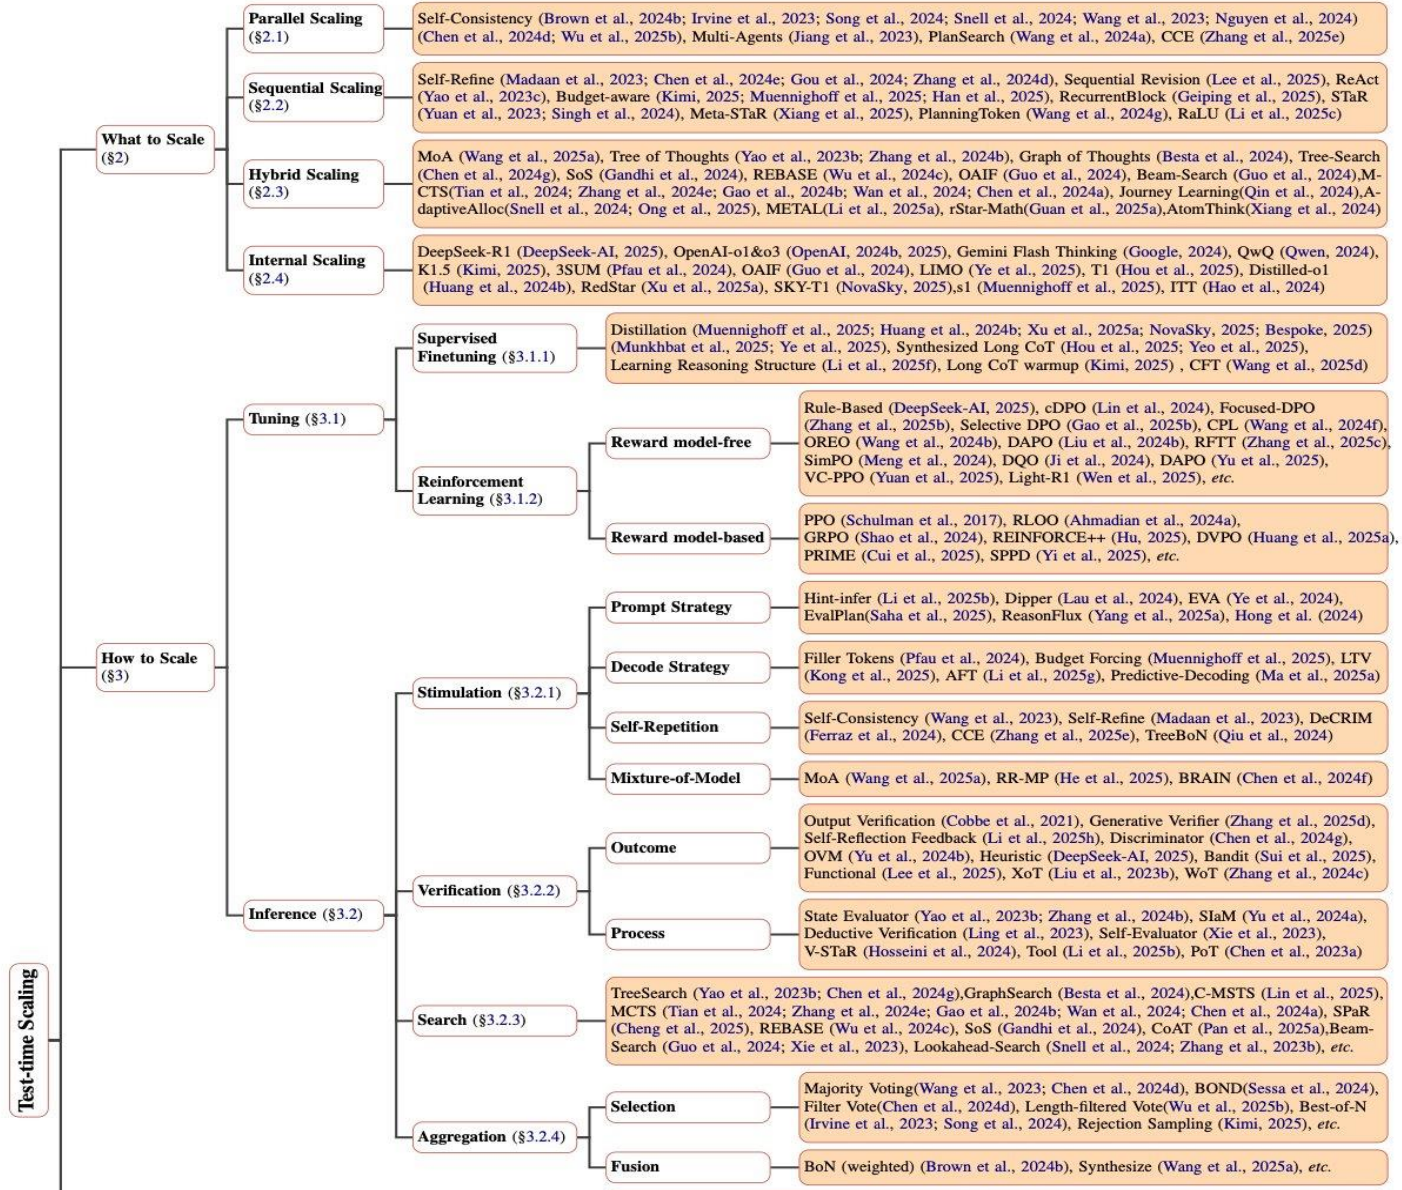 Parallel Scaling
(§2.1)
Self-Consistency (Brown et al., 2024b; Irvine et al., 2023; Song et al., 2024; Snell et al., 2024; Wang et al., 2023; Nguyen et al., 2024)
(Chen et al., 2024d; Wu et al., 2025b), Multi-Agents (Jiang et al., 2023), PlanSearch (Wang et al., 2024a), CCE (Zhang et al., 2025e)
Sequential Scaling
(§2.2)
Self-Refine (Madaan et al., 2023; Chen et al., 2024e; Gou et al., 2024; Zhang et al., 2024d), Sequential Revision (Lee et al., 2025), ReAct
(Yao et al., 2023c), Budget-aware (Kimi, 2025; Muennighoff et al., 2025; Han et al., 2025), RecurrentBlock (Geiping et al., 2025), STaR
(Yuan et al., 2023; Singh et al., 2024), Meta-STaR (Xiang et al., 2025), PlanningToken (Wang et al., 2024g), RaLU (Li et al., 2025c)
What to Scale
(§2)
Hybrid Scaling
(§2.3)
MoA (Wang et al., 2025a), Tree of Thoughts (Yao et al., 2023b; Zhang et al., 2024b), Graph of Thoughts (Besta et al., 2024), Tree-Search
(Chen et al., 2024g), SoS (Gandhi et al., 2024), REBASE (Wu et al., 2024c), OAIF (Guo et al., 2024), Beam-Search (Guo et al., 2024),M-
CTS(Tian et al., 2024; Zhang et al., 2024e; Gao et al., 2024b; Wan et al., 2024; Chen et al., 2024a), Journey Learning(Qin et al., 2024),A-
daptiveAlloc(Snell et al., 2024; Ong et al., 2025), METAL(Li et al., 2025a), rStar-Math(Guan et al., 2025a),AtomThink(Xiang et al., 2024)
Internal Scaling
(§2.4)
DeepSeek-R1 (DeepSeek-AI, 2025), OpenAI-o1&o3 (OpenAI, 2024b, 2025), Gemini Flash Thinking (Google, 2024), QwQ (Qwen, 2024),
K1.5 (Kimi, 2025), 3SUM (Pfau et al., 2024), OAIF (Guo et al., 2024), LIMO (Ye et al., 2025), T1 (Hou et al., 2025), Distilled-o1
(Huang et al., 2024b), RedStar (Xu et al., 2025a), SKY-T1 (NovaSky, 2025),s1 (Muennighoff et al., 2025), ITT (Hao et al., 2024)
Supervised
Finetuning (§3.1.1)
Distillation (Muennighoff et al., 2025; Huang et al., 2024b; Xu et al., 2025a; NovaSky, 2025; Bespoke, 2025)
(Munkhbat et al., 2025; Ye et al., 2025), Synthesized Long CoT (Hou et al., 2025; Yeo et al., 2025),
Learning Reasoning Structure (Li et al., 2025f), Long CoT warmup (Kimi, 2025) , CFT (Wang et al., 2025d)
Tuning (§3.1)
Reward model-free
Rule-Based (DeepSeek-AI, 2025), cDPO (Lin et al., 2024), Focused-DPO
(Zhang et al., 2025b), Selective DPO (Gao et al., 2025b), CPL (Wang et al., 2024f),
OREO (Wang et al., 2024b), DAPO (Liu et al., 2024b), RFTT (Zhang et al., 2025c),
SimPO (Meng et al., 2024), DQO (Ji et al., 2024), DAPO (Yu et al., 2025),
VC-PPO (Yuan et al., 2025), Light-R1 (Wen et al., 2025), etc.
Reinforcement
Learning (§3.1.2)
Reward model-based
PPO (Schulman et al., 2017), RLOO (Ahmadian et al., 2024a),
GRPO (Shao et al., 2024), REINFORCE++ (Hu, 2025), DVPO (Huang et al., 2025a),
PRIME (Cui et al., 2025), SPPD (Yi et al., 2025), etc.
How to Scale
(§3)
Prompt Strategy
Hint-infer (Li et al., 2025b), Dipper (Lau et al., 2024), EVA (Ye et al., 2024),
EvalPlan(Saha et al., 2025), ReasonFlux (Yang et al., 2025a), Hong et al. (2024)
Decode Strategy
Filler Tokens (Pfau et al., 2024), Budget Forcing (Muennighoff et al., 2025), LTV
(Kong et al., 2025), AFT (Li et al., 2025g), Predictive-Decoding (Ma et al., 2025a)
Stimulation (§3.2.1)
Self-Repetition
Self-Consistency (Wang et al., 2023), Self-Refine (Madaan et al., 2023), DeCRIM
(Ferraz et al., 2024), CCE (Zhang et al., 2025e), TreeBoN (Qiu et al., 2024)
Mixture-of-Model
MoA (Wang et al., 2025a), RR-MP (He et al., 2025), BRAIN (Chen et al., 2024f)
Outcome
Output Verification (Cobbe et al., 2021), Generative Verifier (Zhang et al., 2025d),
Self-Reflection Feedback (Li et al., 2025h), Discriminator (Chen et al., 2024g),
OVM (Yu et al., 2024b), Heuristic (DeepSeek-AI, 2025), Bandit (Sui et al., 2025),
Functional (Lee et al., 2025), XoT (Liu et al., 2023b), WoT (Zhang et al., 2024c)
Verification (§3.2.2)
Inference (§3.2)
Process
State Evaluator (Yao et al., 2023b; Zhang et al., 2024b), SIaM (Yu et al., 2024a),
Deductive Verification (Ling et al., 2023), Self-Evaluator (Xie et al., 2023),
V-STaR (Hosseini et al., 2024), Tool (Li et al., 2025b), PoT (Chen et al., 2023a)
Test-time Scaling
Search (§3.2.3)
TreeSearch (Yao et al., 2023b; Chen et al., 2024g),GraphSearch (Besta et al., 2024),C-MSTS (Lin et al., 2025),
MCTS (Tian et al., 2024; Zhang et al., 2024e; Gao et al., 2024b; Wan et al., 2024; Chen et al., 2024a), SPaR
(Cheng et al., 2025), REBASE (Wu et al., 2024c), SoS (Gandhi et al., 2024), CoAT (Pan et al., 2025a),Beam-
Search (Guo et al., 2024; Xie et al., 2023), Lookahead-Search (Snell et al., 2024; Zhang et al., 2023b), etc.
Selection
Majority Voting(Wang et al., 2023; Chen et al., 2024d), BOND(Sessa et al., 2024),
Filter Vote(Chen et al., 2024d), Length-filtered Vote(Wu et al., 2025b), Best-of-N
(Irvine et al., 2023; Song et al., 2024), Rejection Sampling (Kimi, 2025), etc.
Aggregation (§3.2.4)
Fusion
BoN (weighted) (Brown et al., 2024b), Synthesize (Wang et al., 2025a), etc.